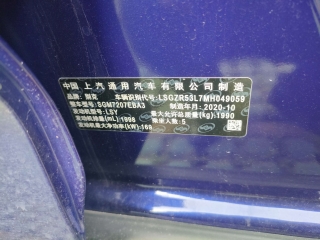 中国 上汽通用汽车有限公司制造
品牌：别克 车辆识别代号：LSGZR53L7MH049059
整车型号：SGM7207EBA3 制造年月：2020-10
发动机型号：LSY 最大允许总质量(kg)：1990
发动机排量(mL)：1998 乘坐人数：5
发动机最大净功率(kW)：169